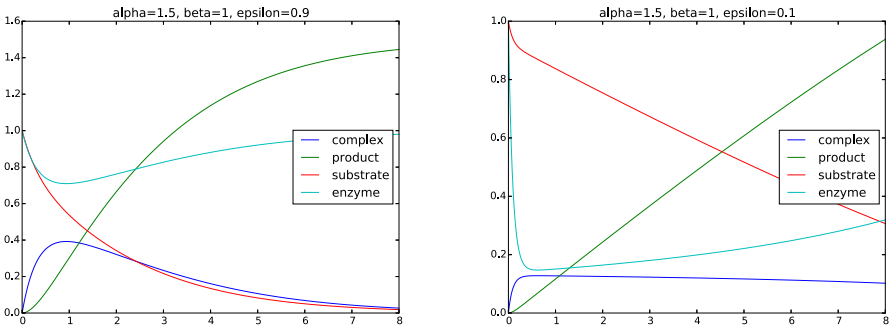 alpha=1.5, beta=1, epsilon=0.9
1.6
1.4
1.2
1.0
0.8
0.6
0.4
0.2
0.0
0 1 2 3 4 5 6 7 8
complex
product
substrate
enzyme
alpha=1.5, beta=1, epsilon=0.1
1.0
0.8
0.6
0.4
0.2
0.0
0 1 2 3 4 5 6 7 8
complex
product
substrate
enzyme